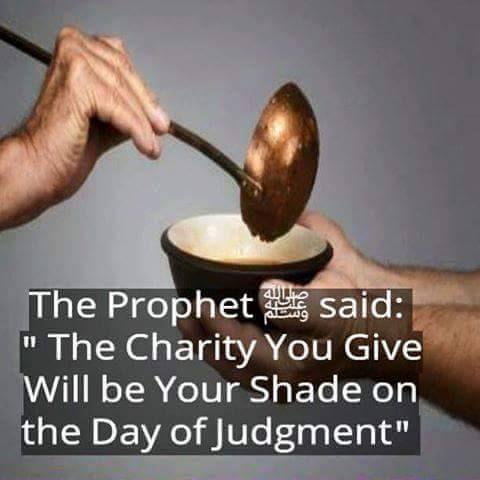 The Prophet ﷺ said:
" The Charity You Give
Will be Your Shade on
the Day of Judgment"